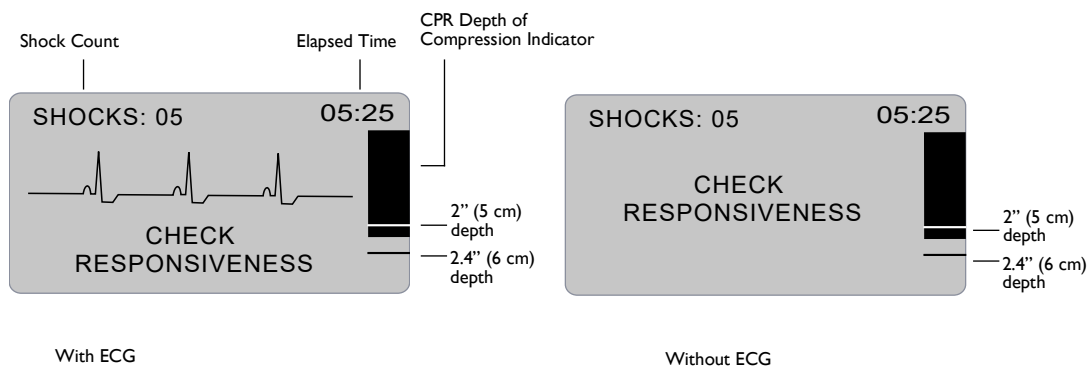 Shock Count
Elapsed Time
CPR Depth of
Compression Indicator
SHOCKS: 05
05:25
CHECK
RESPONSIVENESS
2” (5 cm)
depth
2.4” (6 cm)
depth
With ECG
SHOCKS: 05
05:25
CHECK
RESPONSIVENESS
2” (5 cm)
depth
2.4” (6 cm)
depth
Without ECG